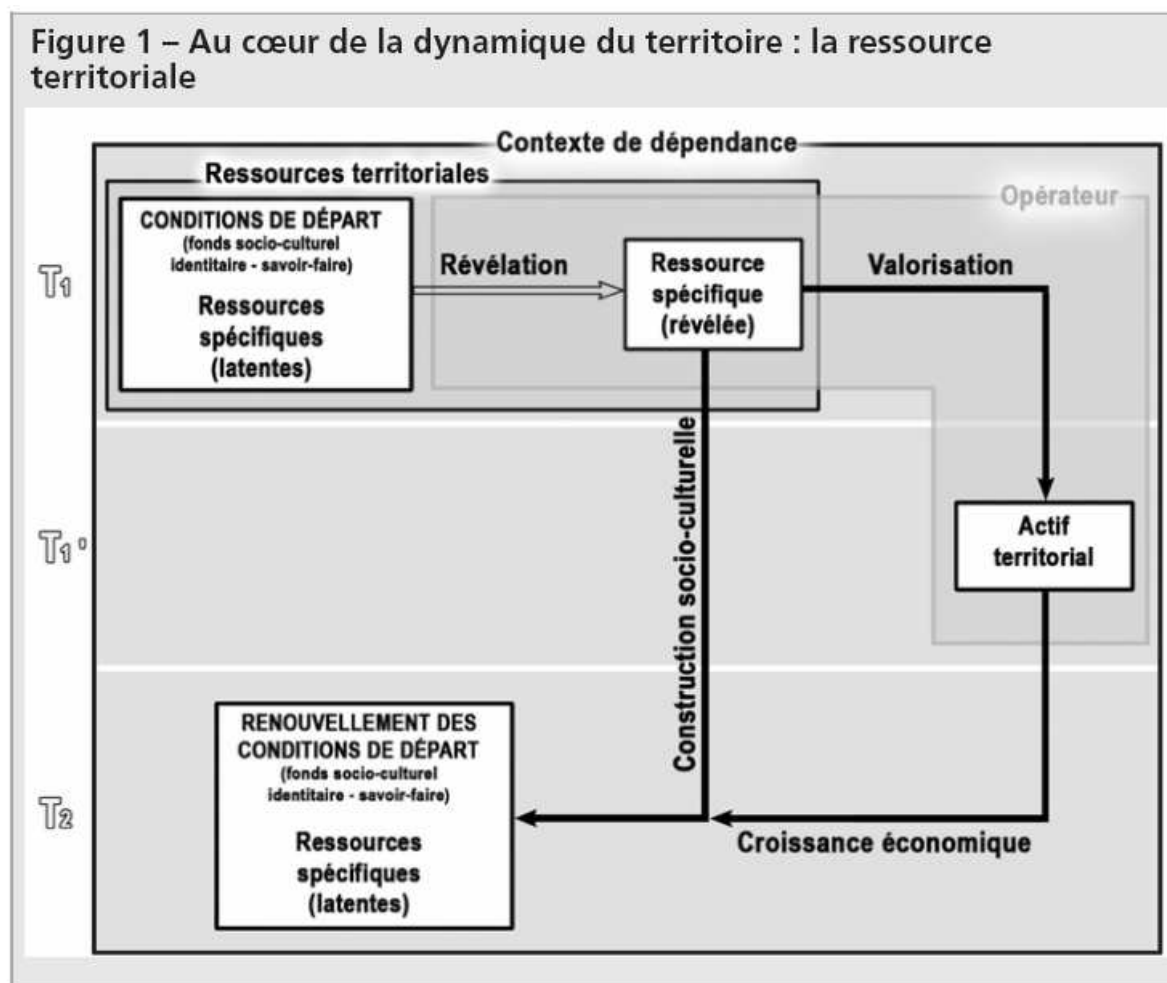 Figure 1 – Au cœur de la dynamique du territoire : la ressource
territoriale
Contexte de dépendance
Ressources territoriales
Opérateur
T1
CONDITIONS DE DÉPART
(fonds socio-culturel
identitaire - savoir-faire)
Ressources
spécifiques
(latentes)
Révélation
Ressource
spécifique
(révélée)
Valorisation
Construction socio-culturelle
T1'
Actif
territorial
T2
RENOUVELLEMENT DES
CONDITIONS DE DÉPART
(fonds socio-culturel
identitaire - savoir-faire)
Ressources
spécifiques
(latentes)
Croissance économique